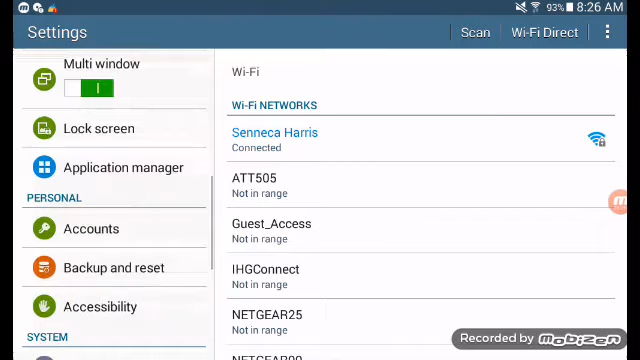 93% 8:26 AM
Settings
Scan
Wi-Fi Direct
Multi window
Lock screen
Application manager
PERSONAL
Accounts
Backup and reset
Accessibility
SYSTEM
Wi-Fi
Wi-Fi NETWORKS
Senneca Harris
Connected
ATT505
Not in range
Guest_Access
Not in range
IHGConnect
Not in range
NETGEAR25
Not in range
Recorded by Mobizen